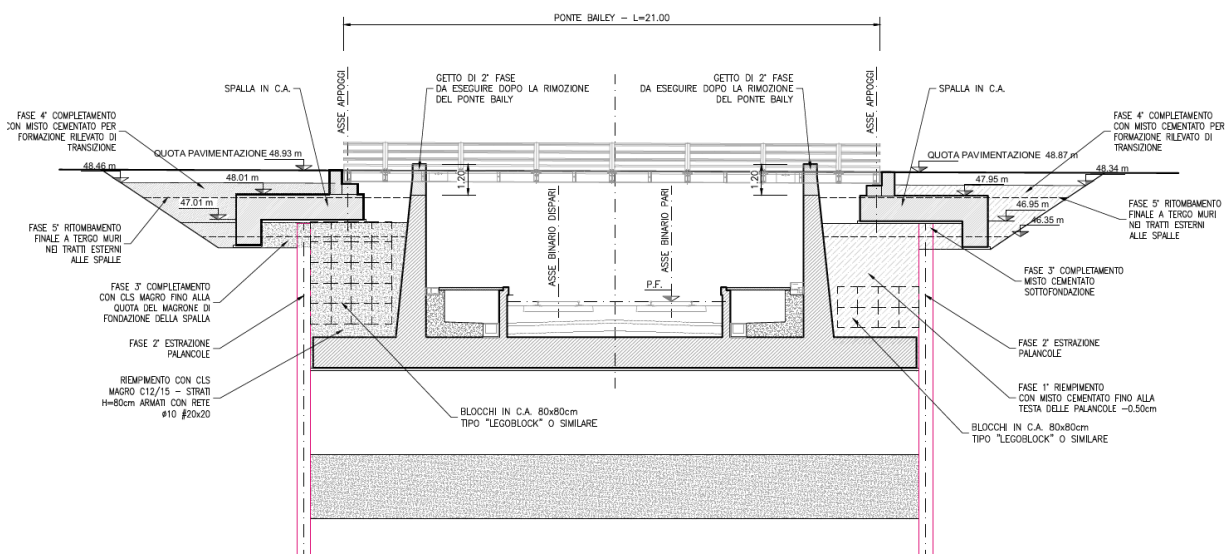 PONTE BAILEY - L=21.00
ASSE APPOGGI
GETTO DI 2° FASE
DA ESEGUIRE DOPO LA RIMOZIONE
DEL PONTE BAILY
GETTO DI 2° FASE
DA ESEGUIRE DOPO LA RIMOZIONE
DEL PONTE BAILY
ASSE APPOGGI
SPALLA IN C.A.
SPALLA IN C.A.
FASE 4° COMPLETAMENTO
CON MISTO CEMENTATO PER
FORMAZIONE RILEVATO DI
TRANSIZIONE
FASE 4° COMPLETAMENTO
CON MISTO CEMENTATO PER
FORMAZIONE RILEVATO DI
TRANSIZIONE
QUOTA PAVIMENTAZIONE 48.93 m
QUOTA PAVIMENTAZIONE 48.87 m
48.46 m
48.01 m
47.01 m
1,20
1,20
47.95 m
48.34 m
46.95 m
46.35 m
ASSE BINARIO DISPARI
ASSE BINARIO PARI
P.F.
FASE 5° RITOMBAMENTO
FINALE A TERGO MURI
NEI TRATTI ESTERNI
ALLE SPALLE
FASE 5° RITOMBAMENTO
FINALE A TERGO MURI
NEI TRATTI ESTERNI
ALLE SPALLE
FASE 3° COMPLETAMENTO
CON CLS MAGRO FINO ALLA
QUOTA DEL MAGRONE DI
FONDAZIONE DELLA SPALLA
FASE 3° COMPLETAMENTO
MISTO CEMENTATO
SOTTOFONDAZIONE
FASE 2° ESTRAZIONE
PALANCOLE
FASE 2° ESTRAZIONE
PALANCOLE
RIEMPIMENTO CON CLS
MAGRO C12/15 - STRATI
H=80cm ARMATI CON RETE
ø10 #20x20
BLOCCHI IN C.A. 80x80cm
TIPO "LEGOBLOCK" O SIMILARE
FASE 1° RIEMPIMENTO
CON MISTO CEMENTATO FINO ALLA
TESTA DELLE PALANCOLE -0.50cm
BLOCCHI IN C.A. 80x80cm
TIPO "LEGOBLOCK" O SIMILARE